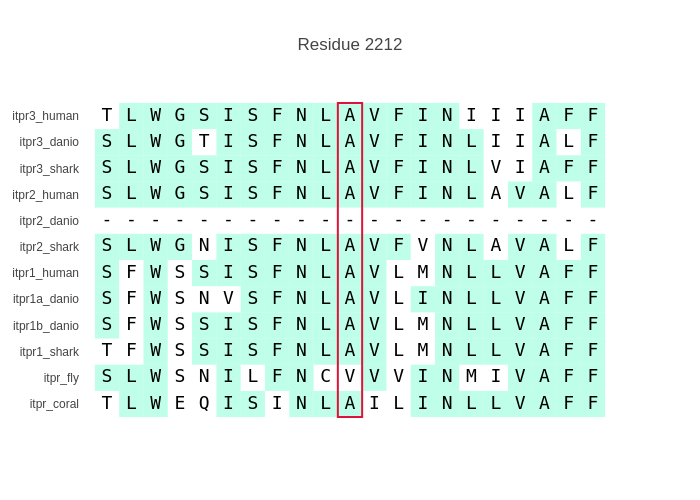 Residue 2212
itpr3_human T L W G S I S F N L A V F I N I I I A F F
itpr3_danio S L W G T I S F N L A V F I N L I I A L F
itpr3_shark S L W G S I S F N L A V F I N L V I A F F
itpr2_human S L W G S I S F N L A V F I N L A V A L F
itpr2_danio - - - - - - - - - - - - - - - - - - - - -
itpr2_shark S L W G N I S F N L A V F V N L A V A L F
itpr1_human S F W S S I S F N L A V L M N L L V A F F
itpr1a_danio S F W S N V S F N L A V L I N L L V A F F
itpr1b_danio S F W S S I S F N L A V L M N L L V A F F
itpr1_shark T F W S S I S F N L A V L M N L L V A F F
itpr_fly S L W S N I L F N C V V V I N M I V A F F
itpr_coral T L W E Q I S I N L A I L I N L L V A F F